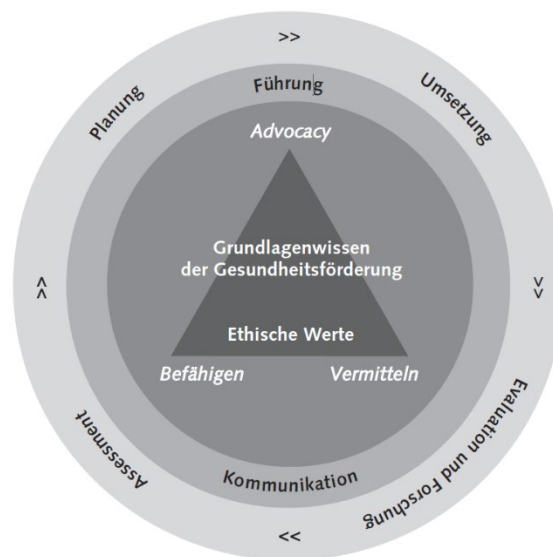 >>
Planung
Umsetzung
Führung
Advocacy
Grundlagenwissen
der Gesundheitsförderung
>>
>>
Ethische Werte
Befähigen
Vermitteln
Assessment
Evaluation und Forschung
Kommunikation
>>